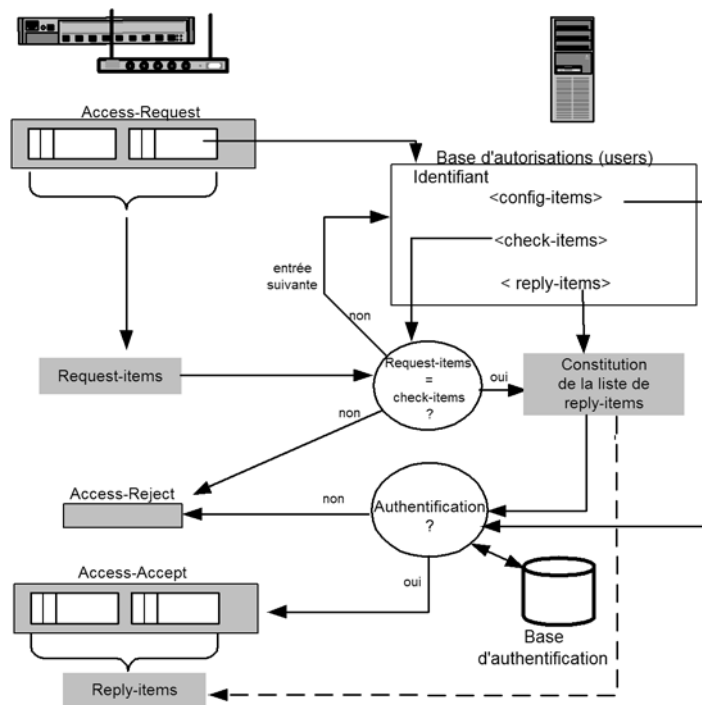 Access-Request
Base d'autorisations (users)
Identifiant
<config-items>
<check-items>
< reply-items>
entrée
suivante
non
Request-items
Request-items
=
check-items
?
oui
Constitution
de la liste de
reply-items
non
Access-Reject
non
Authentification
?
Access-Accept
oui
Base
d'authentification
Reply-items